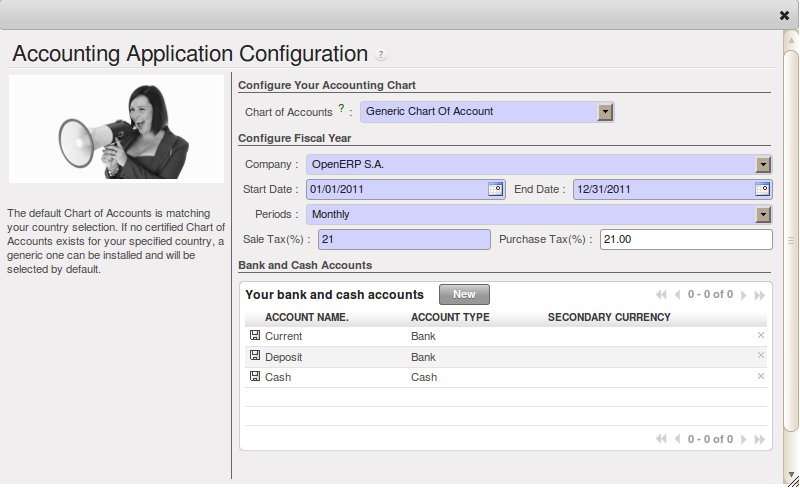 Accounting Application Configuration ?
The default Chart of Accounts is matching
your country selection. If no certified Chart of
Accounts exists for your specified country, a
generic one can be installed and will be
selected by default.
Configure Your Accounting Chart
Chart of Accounts ? : Generic Chart Of Account
Configure Fiscal Year
Company : OpenERP S.A.
Start Date : 01/01/2011 End Date : 12/31/2011
Periods : Monthly
Sale Tax(%) : 21 Purchase Tax(%) : 21.00
Bank and Cash Accounts
Your bank and cash accounts New 0 - 0 of 0
ACCOUNT NAME. ACCOUNT TYPE SECONDARY CURRENCY
Current Bank
Deposit Bank
Cash Cash
0 - 0 of 0